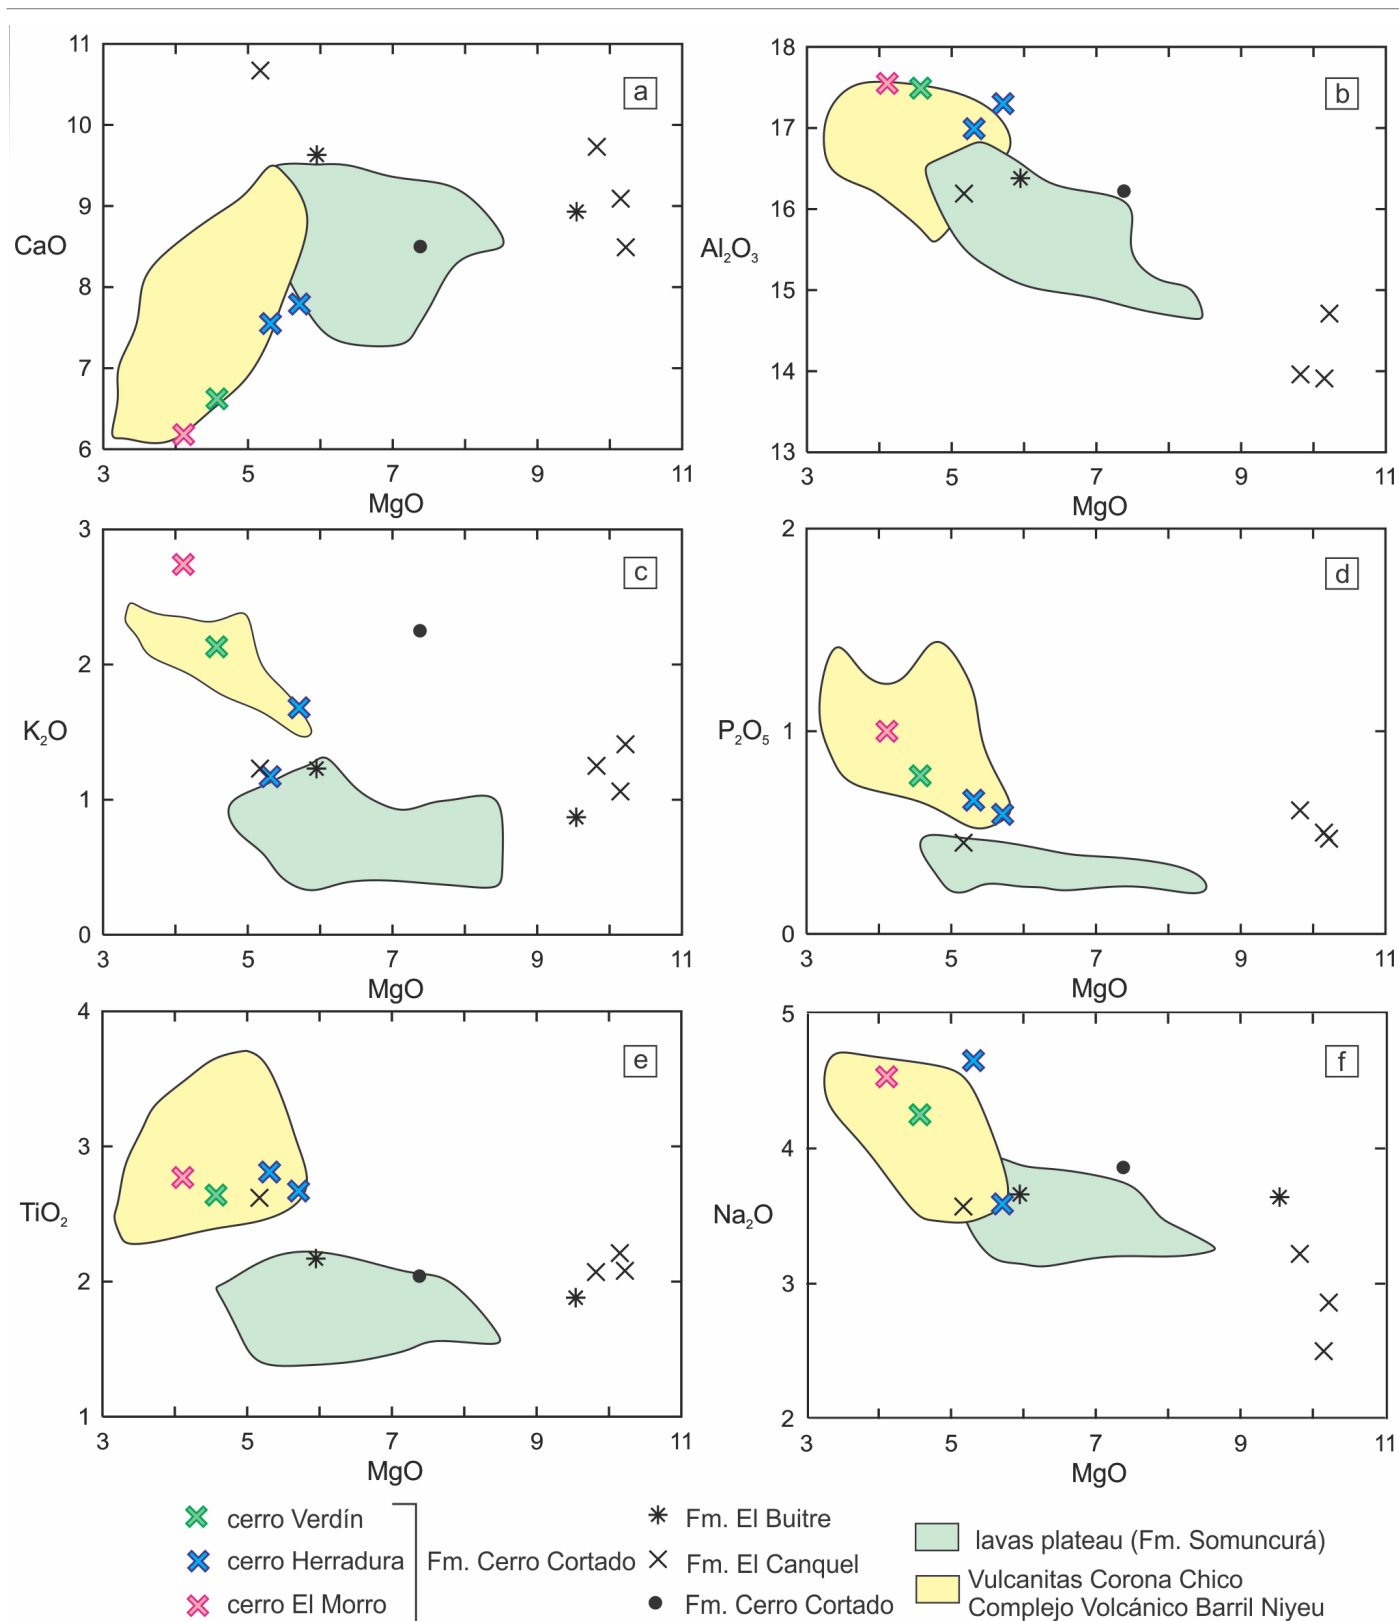 11
10
9
8
7
6
CaO
a
3
5
7
9
11
MgO
18
17
16
15
14
13
Al2O3
b
3
5
7
9
11
MgO
3
2
1
0
K2O
c
3
5
7
9
11
MgO
2
1
0
P2O5
d
3
5
7
9
11
MgO
4
3
2
1
TiO2
e
3
5
7
9
11
MgO
5
4
3
2
Na2O
f
3
5
7
9
11
MgO
cerro Verdín
cerro Herradura
cerro El Morro
Fm. Cerro Cortado
Fm. El Buitre
Fm. El Canquel
Fm. Cerro Cortado
lavas plateau (Fm. Somuncurá)
Vulcanitas Corona Chico
Complejo Volcánico Barril Niyeu